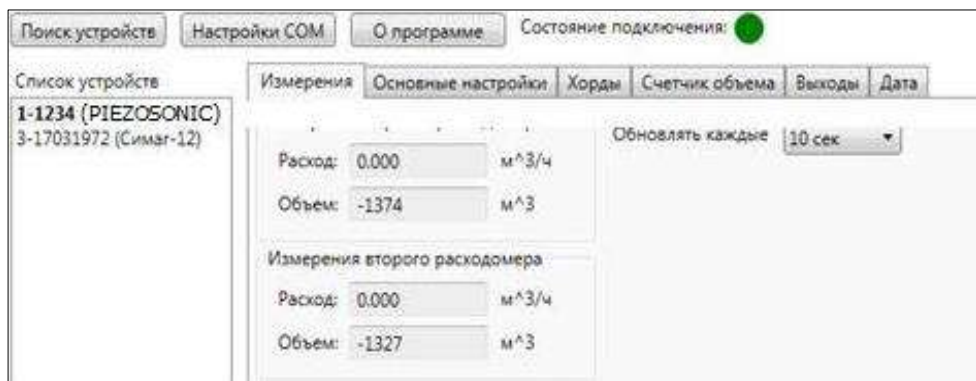 Поиск устройств Настройки COM О программе Состояние подключения:
Список устройств Измерения Основные настройки Хорды Счетчик объема Выходы Дата
1-1234 (PIEZOSONIC)
3-17031972 (Симаг-12)
Обновлять каждые 10 сек
Расход: 0.000 м^3/ч
Объем: -1374 м^3
Измерения второго расходомера
Расход: 0.000 м^3/ч
Объем: -1327 м^3